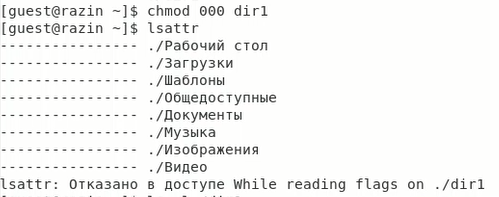 [guest@razin ~]$ chmod 000 dir1
[guest@razin ~]$ lsattr
---------------- ./Рабочий стол
---------------- ./Загрузки
---------------- ./Шаблоны
---------------- ./Общедоступные
---------------- ./Документы
---------------- ./Музыка
---------------- ./Изображения
---------------- ./Видео
lsattr: Отказано в доступе While reading flags on ./dir1